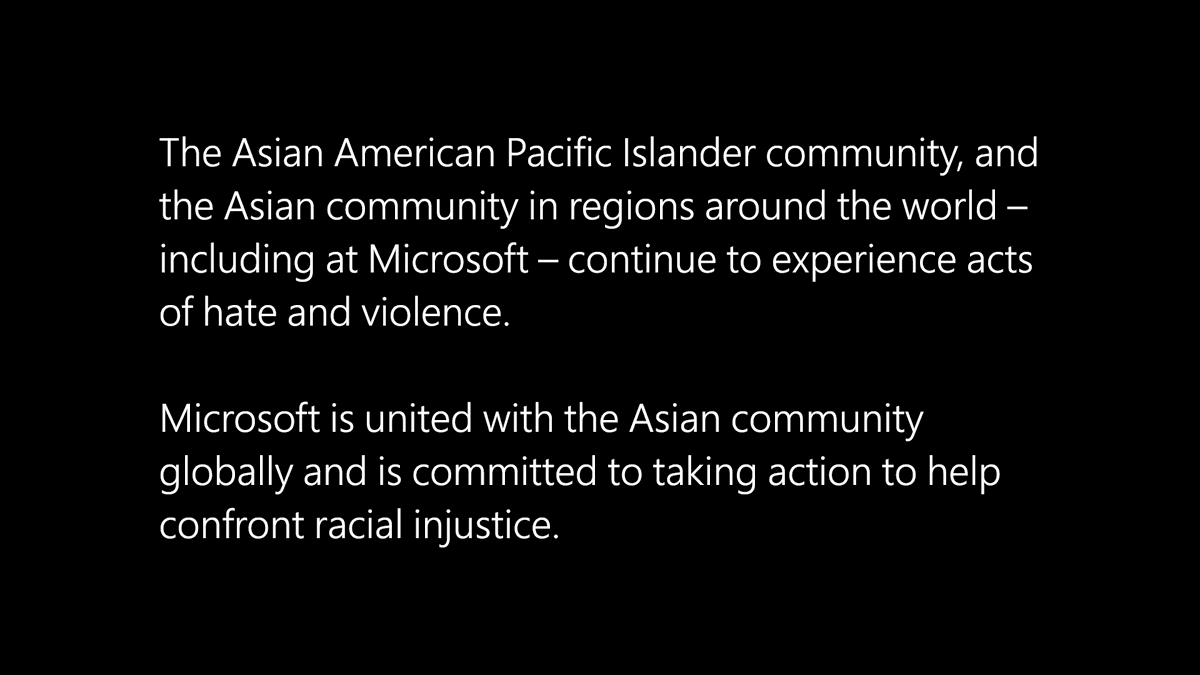 The Asian American Pacific Islander community, and
the Asian community in regions around the world –
including at Microsoft – continue to experience acts
of hate and violence.
Microsoft is united with the Asian community
globally and is committed to taking action to help
confront racial injustice.